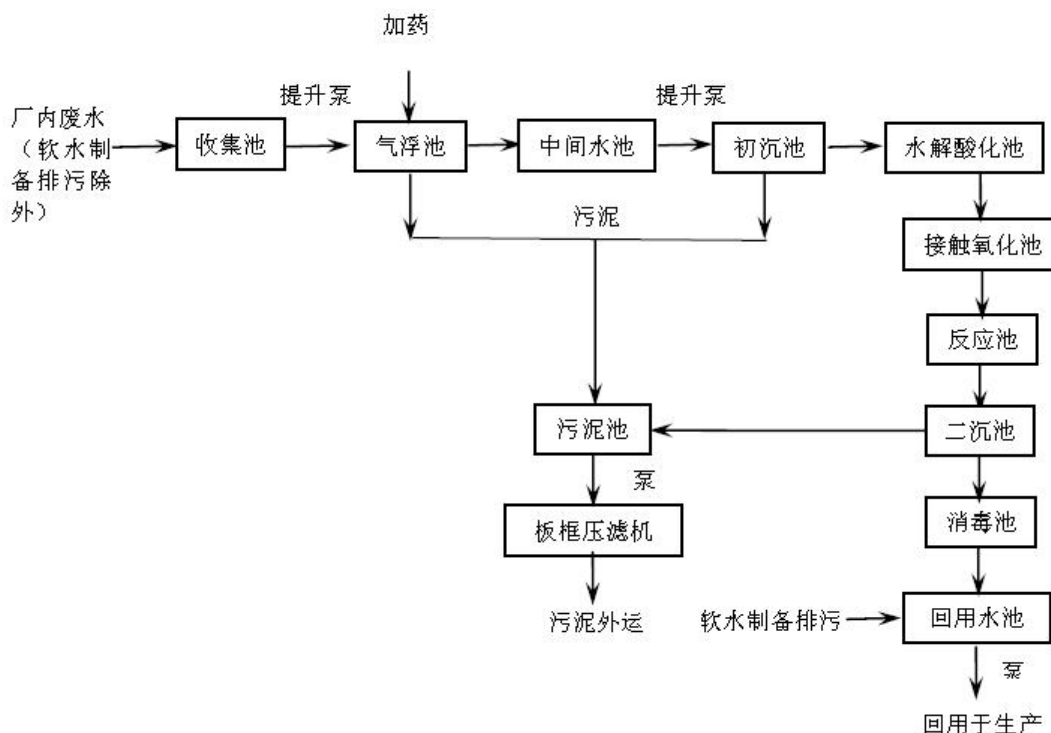 加药
提升泵
提升泵
厂内废水
（软水制
备排污除
外）
收集池
气浮池
中间水池
初沉池
水解酸化池
污泥
接触氧化池
反应池
污泥池
二沉池
泵
消毒池
板框压滤机
污泥外运
软水制备排污
回用水池
泵
回用于生产